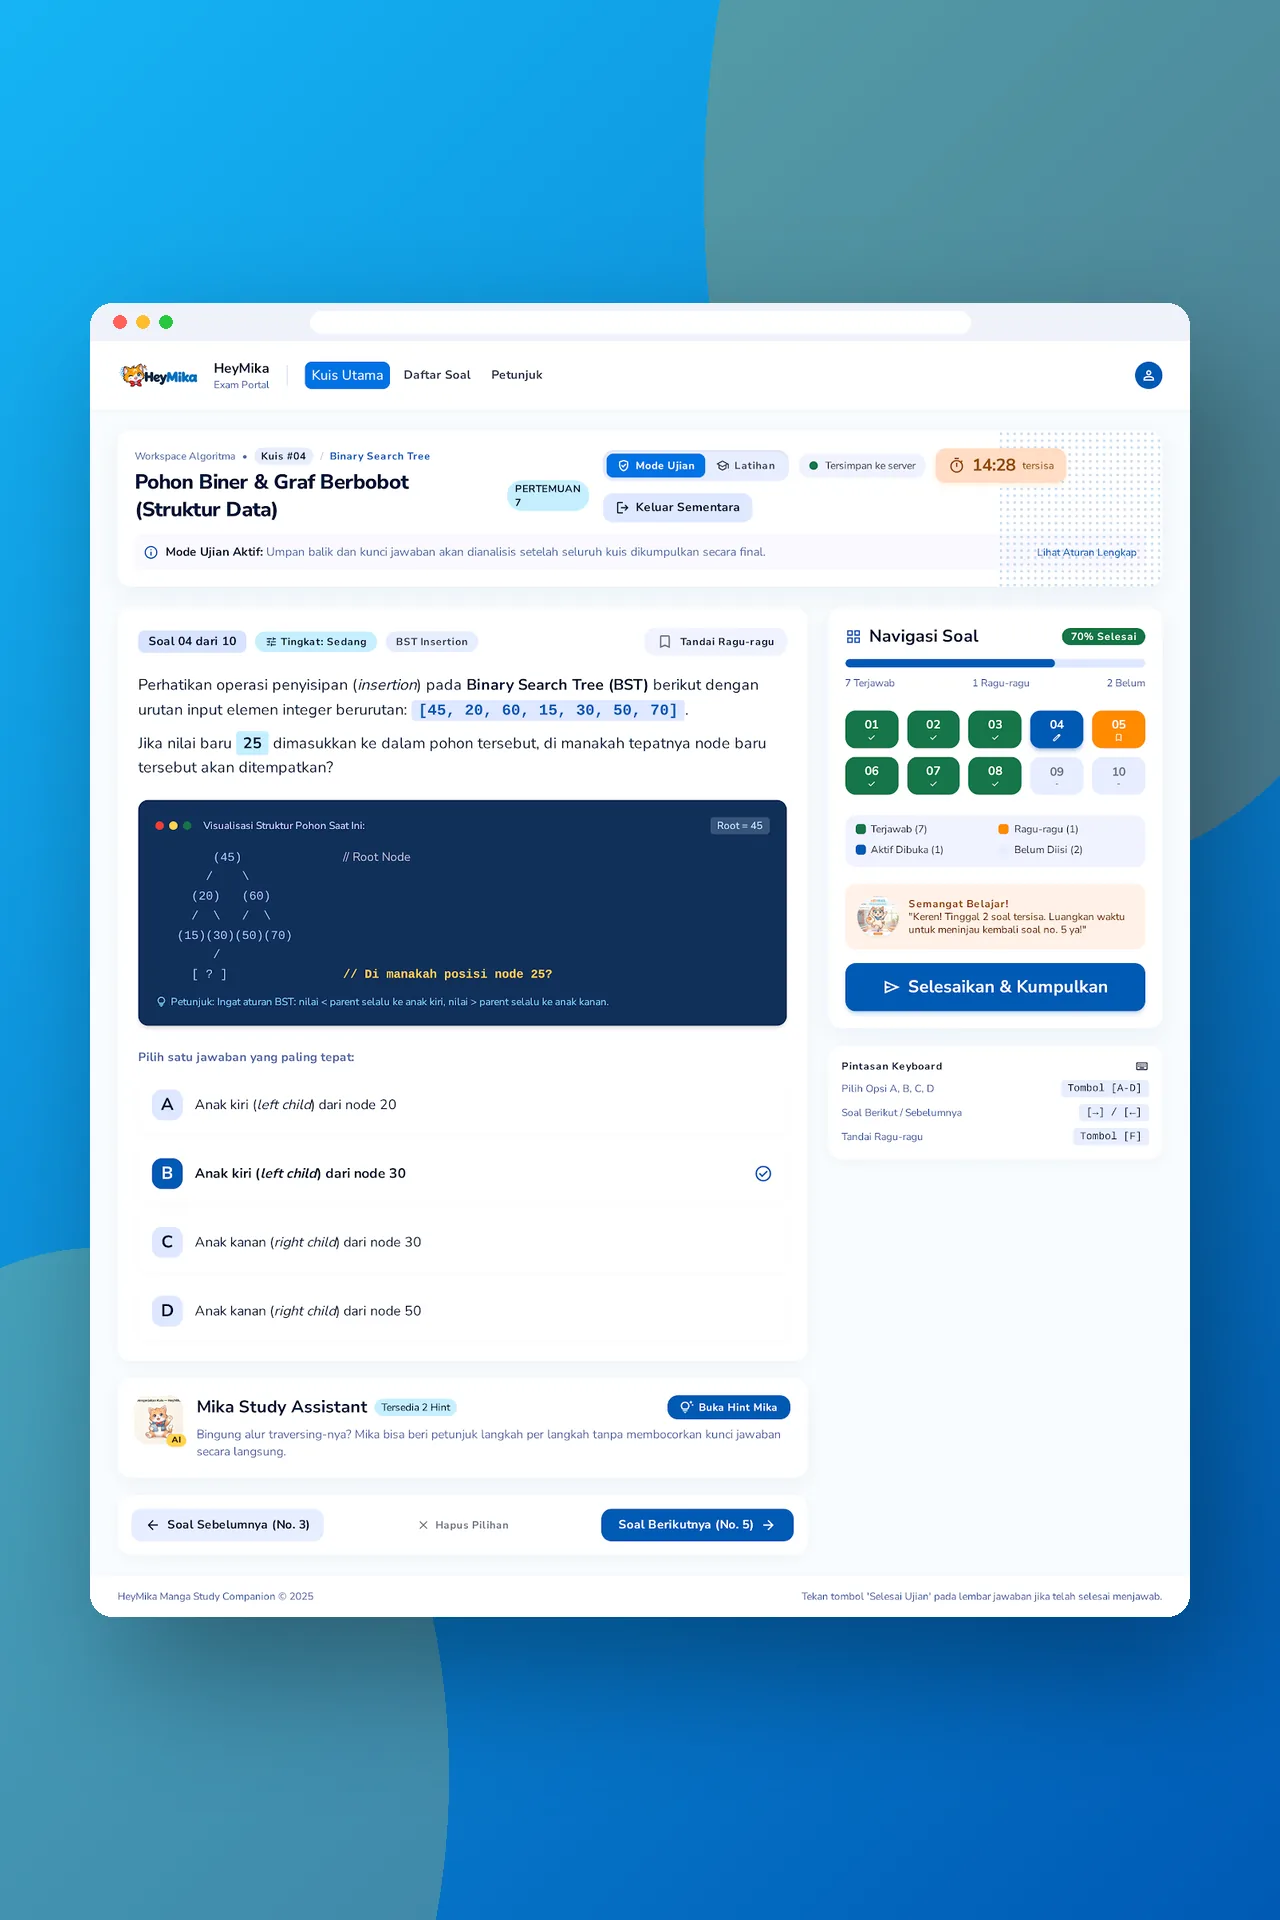 HeyMika
HeyMika
Exam Portal
Kuis Utama
Daftar Soal
Petunjuk
Workspace Algoritma • Kuis #04 / Binary Search Tree
Pohon Biner & Graf Berbobot
(Struktur Data)
PERTEMUAN
7
Mode Ujian
Latihan
Tersimpan ke server
14:28 tersisa
Keluar Sementara
Mode Ujian Aktif: Umpan balik dan kunci jawaban akan dianalisis setelah seluruh kuis dikumpulkan secara final.
Lihat Aturan Lengkap
Soal 04 dari 10
Tingkat: Sedang
BST Insertion
Tandai Ragu-ragu
Perhatikan operasi penyisipan (insertion) pada Binary Search Tree (BST) berikut dengan
urutan input elemen integer berurutan: [45, 20, 60, 15, 30, 50, 70].
Jika nilai baru 25 dimasukkan ke dalam pohon tersebut, di manakah tepatnya node baru
tersebut akan ditempatkan?
Visualisasi Struktur Pohon Saat Ini:
Root = 45
(45) // Root Node
/ \
(20) (60)
/ \ / \
(15)(30)(50)(70)
/
[ ? ] // Di manakah posisi node 25?
Petunjuk: Ingat aturan BST: nilai < parent selalu ke anak kiri, nilai > parent selalu ke anak kanan.
Pilih satu jawaban yang paling tepat:
A Anak kiri (left child) dari node 20
B Anak kiri (left child) dari node 30
C Anak kanan (right child) dari node 30
D Anak kanan (right child) dari node 50
Mika Study Assistant
Tersedia 2 Hint
Buka Hint Mika
AI
Bingung alur traversing-nya? Mika bisa beri petunjuk langkah per langkah tanpa membocorkan kunci jawaban
secara langsung.
Soal Sebelumnya (No. 3)
Hapus Pilihan
Soal Berikutnya (No. 5)
Navigasi Soal
70% Selesai
7 Terjawab
1 Ragu-ragu
2 Belum
01 02 03 04 05
06 07 08 09 10
- -
Terjawab (7)
Ragu-ragu (1)
Aktif Dibuka (1)
Belum Diisi (2)
Semangat Belajar!
"Keren! Tinggal 2 soal tersisa. Luangkan waktu
untuk meninjau kembali soal no. 5 ya!"
Selesaikan & Kumpulkan
Pintasan Keyboard
Pilih Opsi A, B, C, D Tombol [A-D]
Soal Berikut / Sebelumnya [→] / [←]
Tandai Ragu-ragu Tombol [F]
HeyMika Manga Study Companion © 2025
Tekan tombol 'Selesai Ujian' pada lembar jawaban jika telah selesai menjawab.